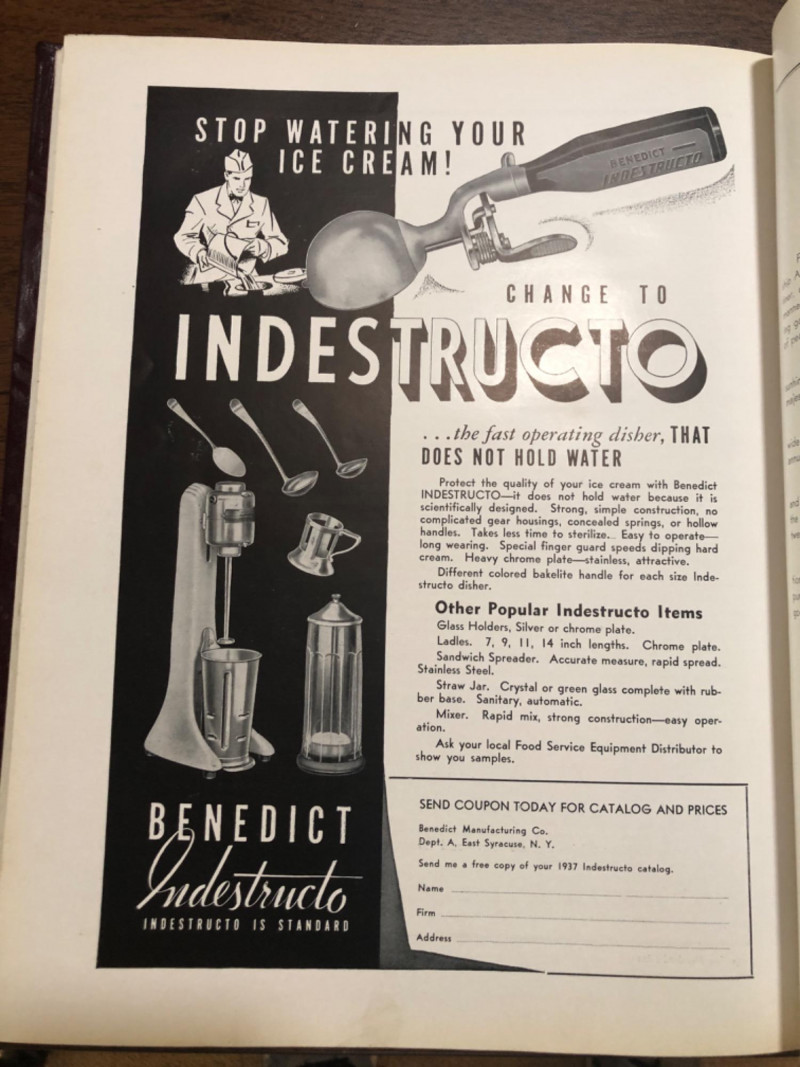 STOP WATERING YOUR
ICE CREAM!
BENEDICT
INDESTRUCTO
CHANGE TO
INDESTRUCTO
...the fast operating disher, THAT
DOES NOT HOLD WATER
Protect the quality of your ice cream with Benedict
INDESTRUCTO—it does not hold water because it is
scientifically designed. Strong, simple construction, no
complicated gear housings, concealed springs, or hollow
handles. Takes less time to sterilize. Easy to operate—
long wearing. Special finger guard speeds dipping hard
cream. Heavy chrome plate—stainless, attractive.
Different colored bakelite handle for each size Inde-
structo disher.
Other Popular Indestructo Items
Glass Holders, Silver or chrome plate.
Ladles. 7, 9, 11, 14 inch lengths. Chrome plate.
Sandwich Spreader. Accurate measure, rapid spread.
Stainless Steel.
Straw Jar. Crystal or green glass complete with rub-
ber base. Sanitary, automatic.
Mixer. Rapid mix, strong construction—easy oper-
ation.
Ask your local Food Service Equipment Distributor to
show you samples.
BENEDICT
Indestructo
INDESTRUCTO IS STANDARD
SEND COUPON TODAY FOR CATALOG AND PRICES
Benedict Manufacturing Co.
Dept. A, East Syracuse, N. Y.
Send me a free copy of your 1937 Indestructo catalog.
Name
Firm
Address